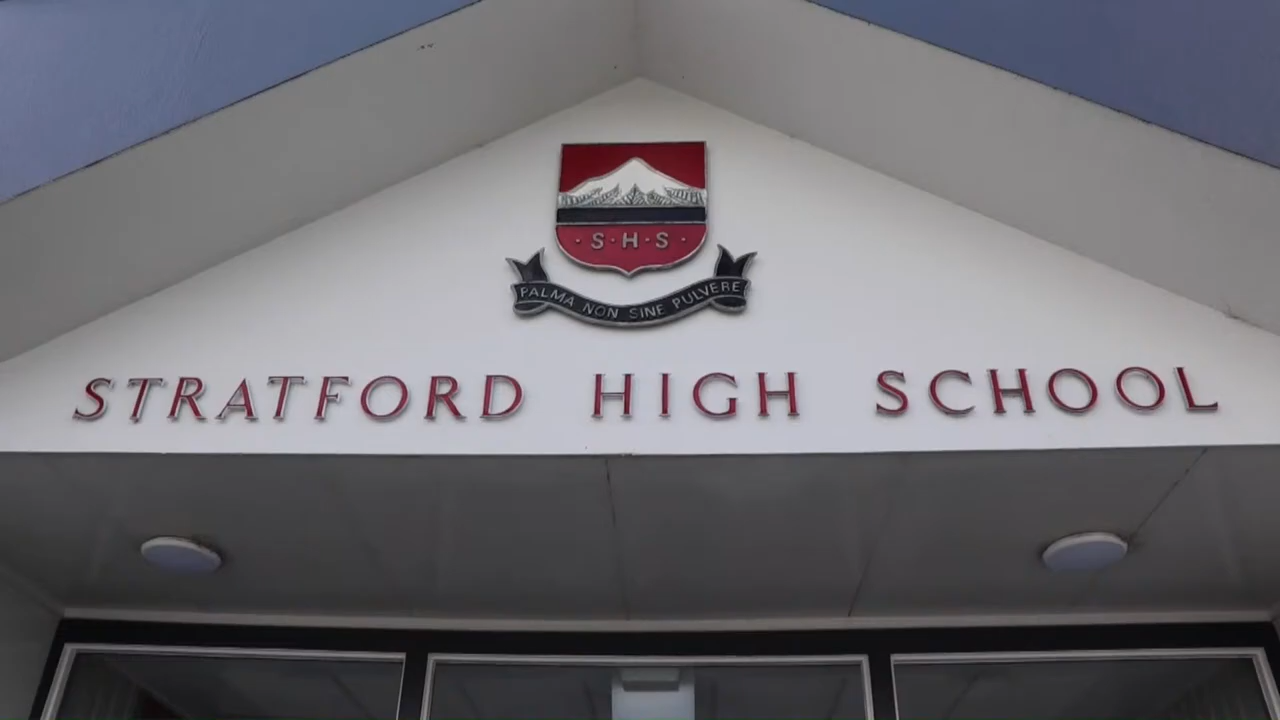 · S · H · S ·
PALMA NON SINE PULVERE
STRATFORD HIGH SCHOOL